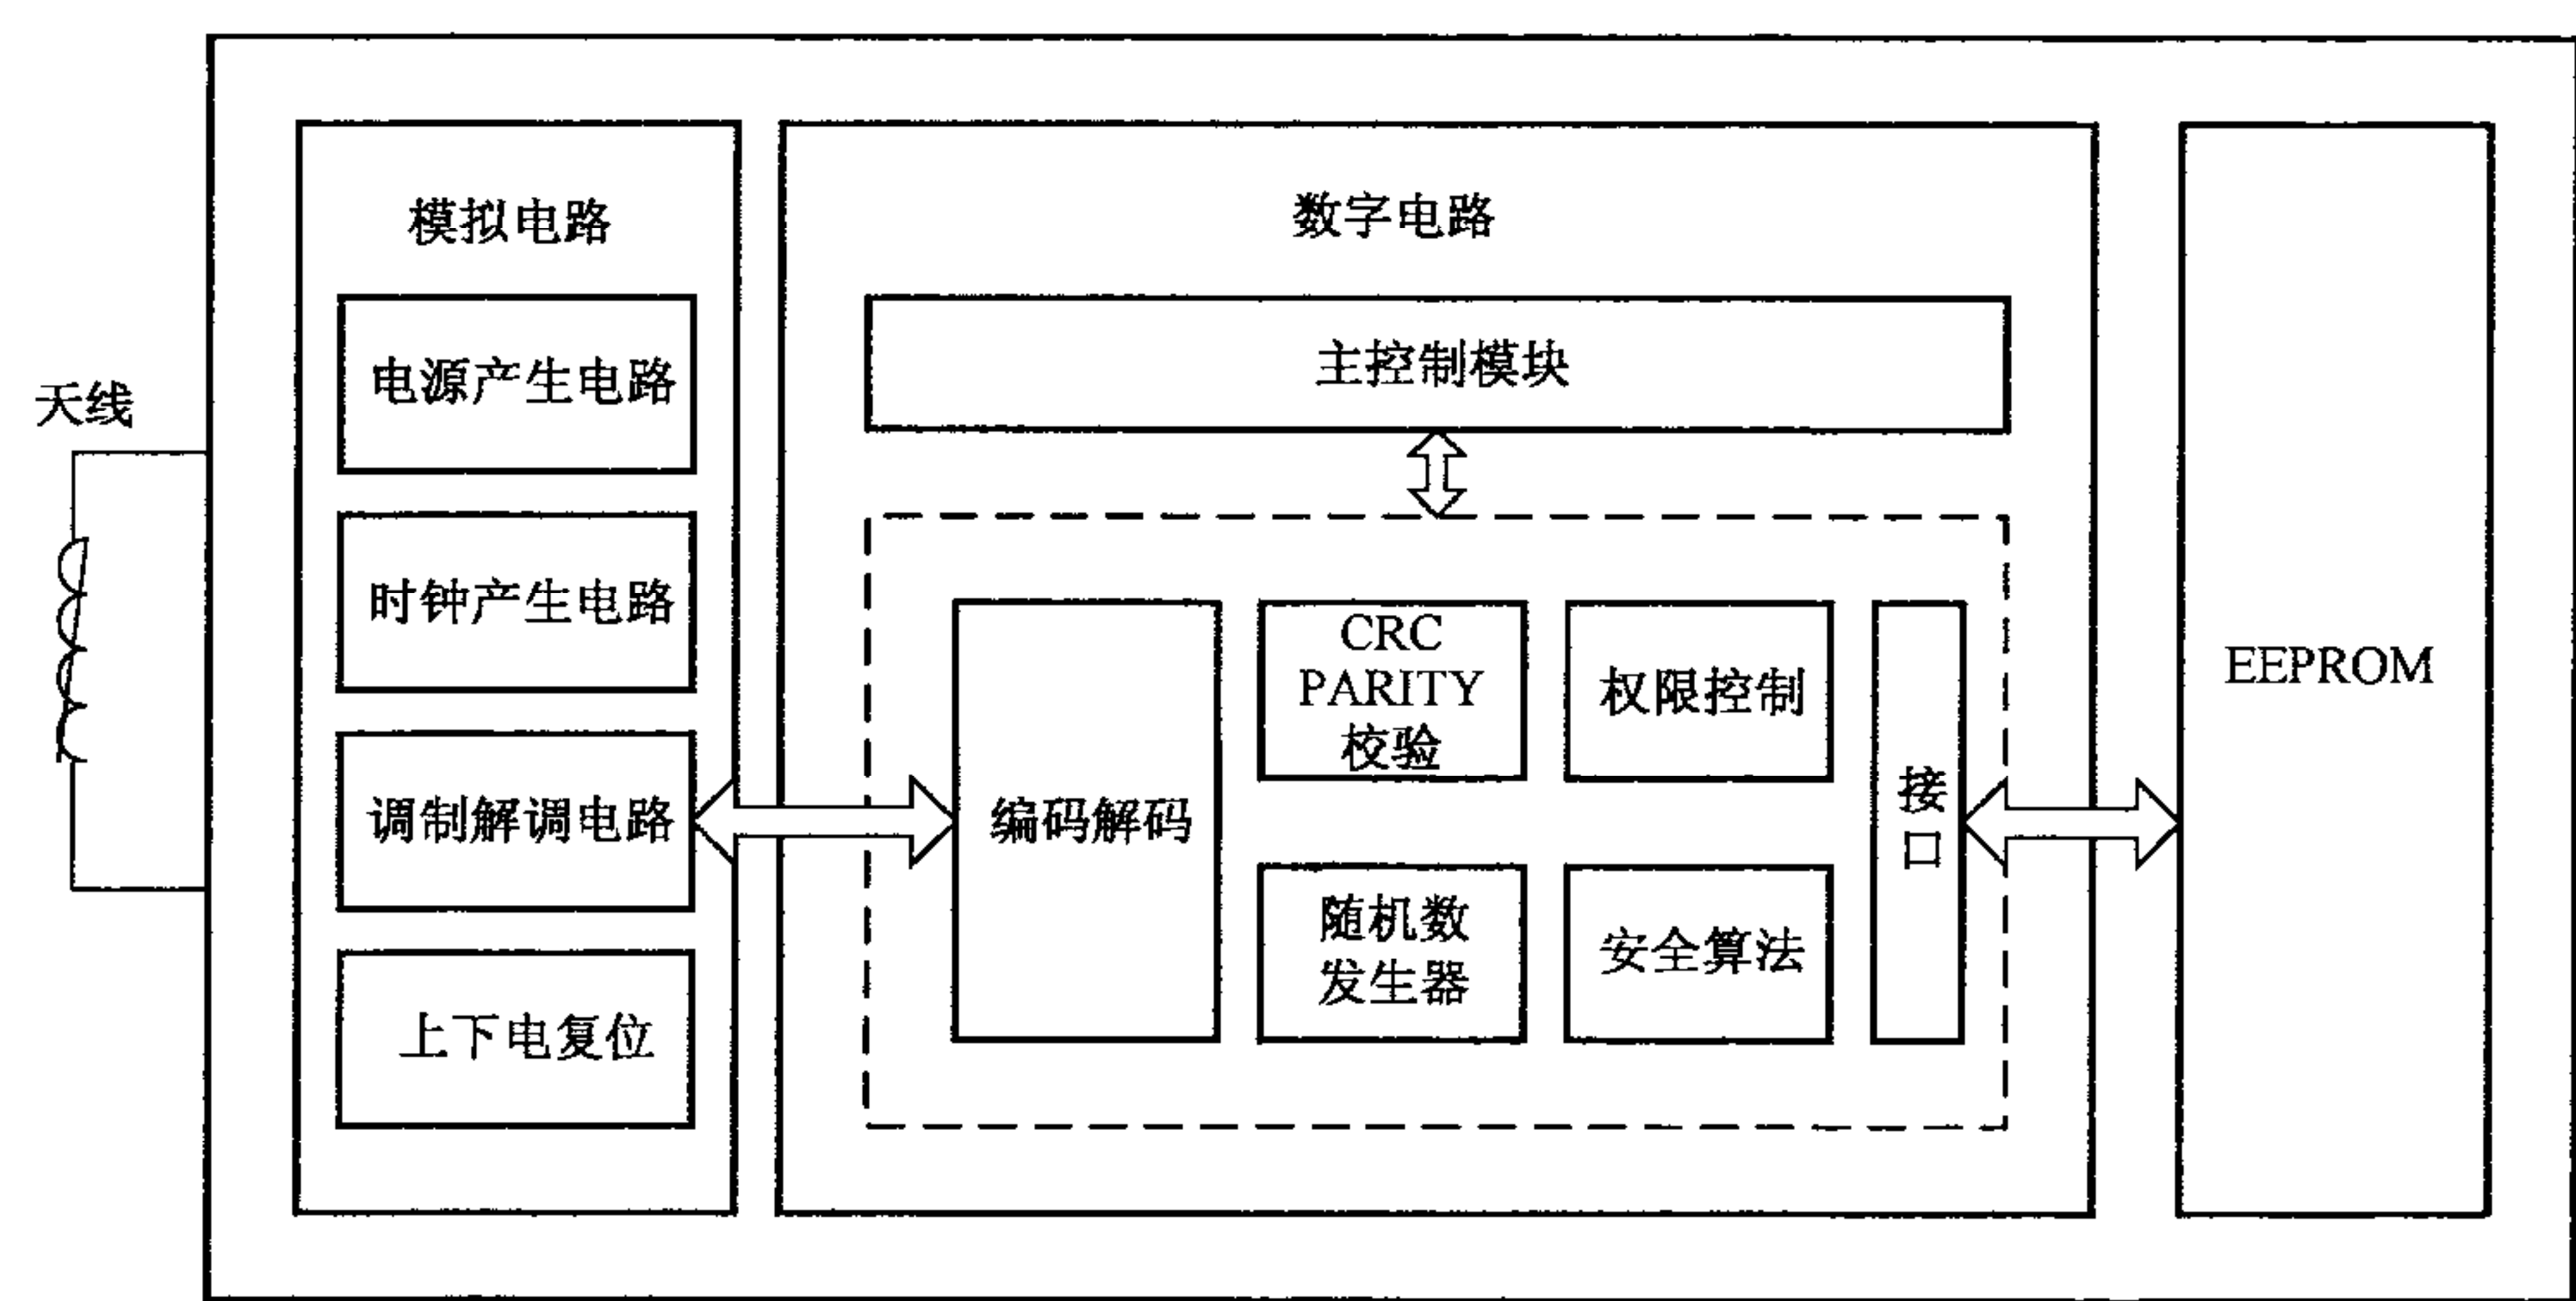 天线
模拟电路
电源产生电路
时钟产生电路
调制解调电路
上下电复位
数字电路
主控制模块
编码解码
CRC
PARITY
校验
权限控制
随机数
发生器
安全算法
接
口
EEPROM